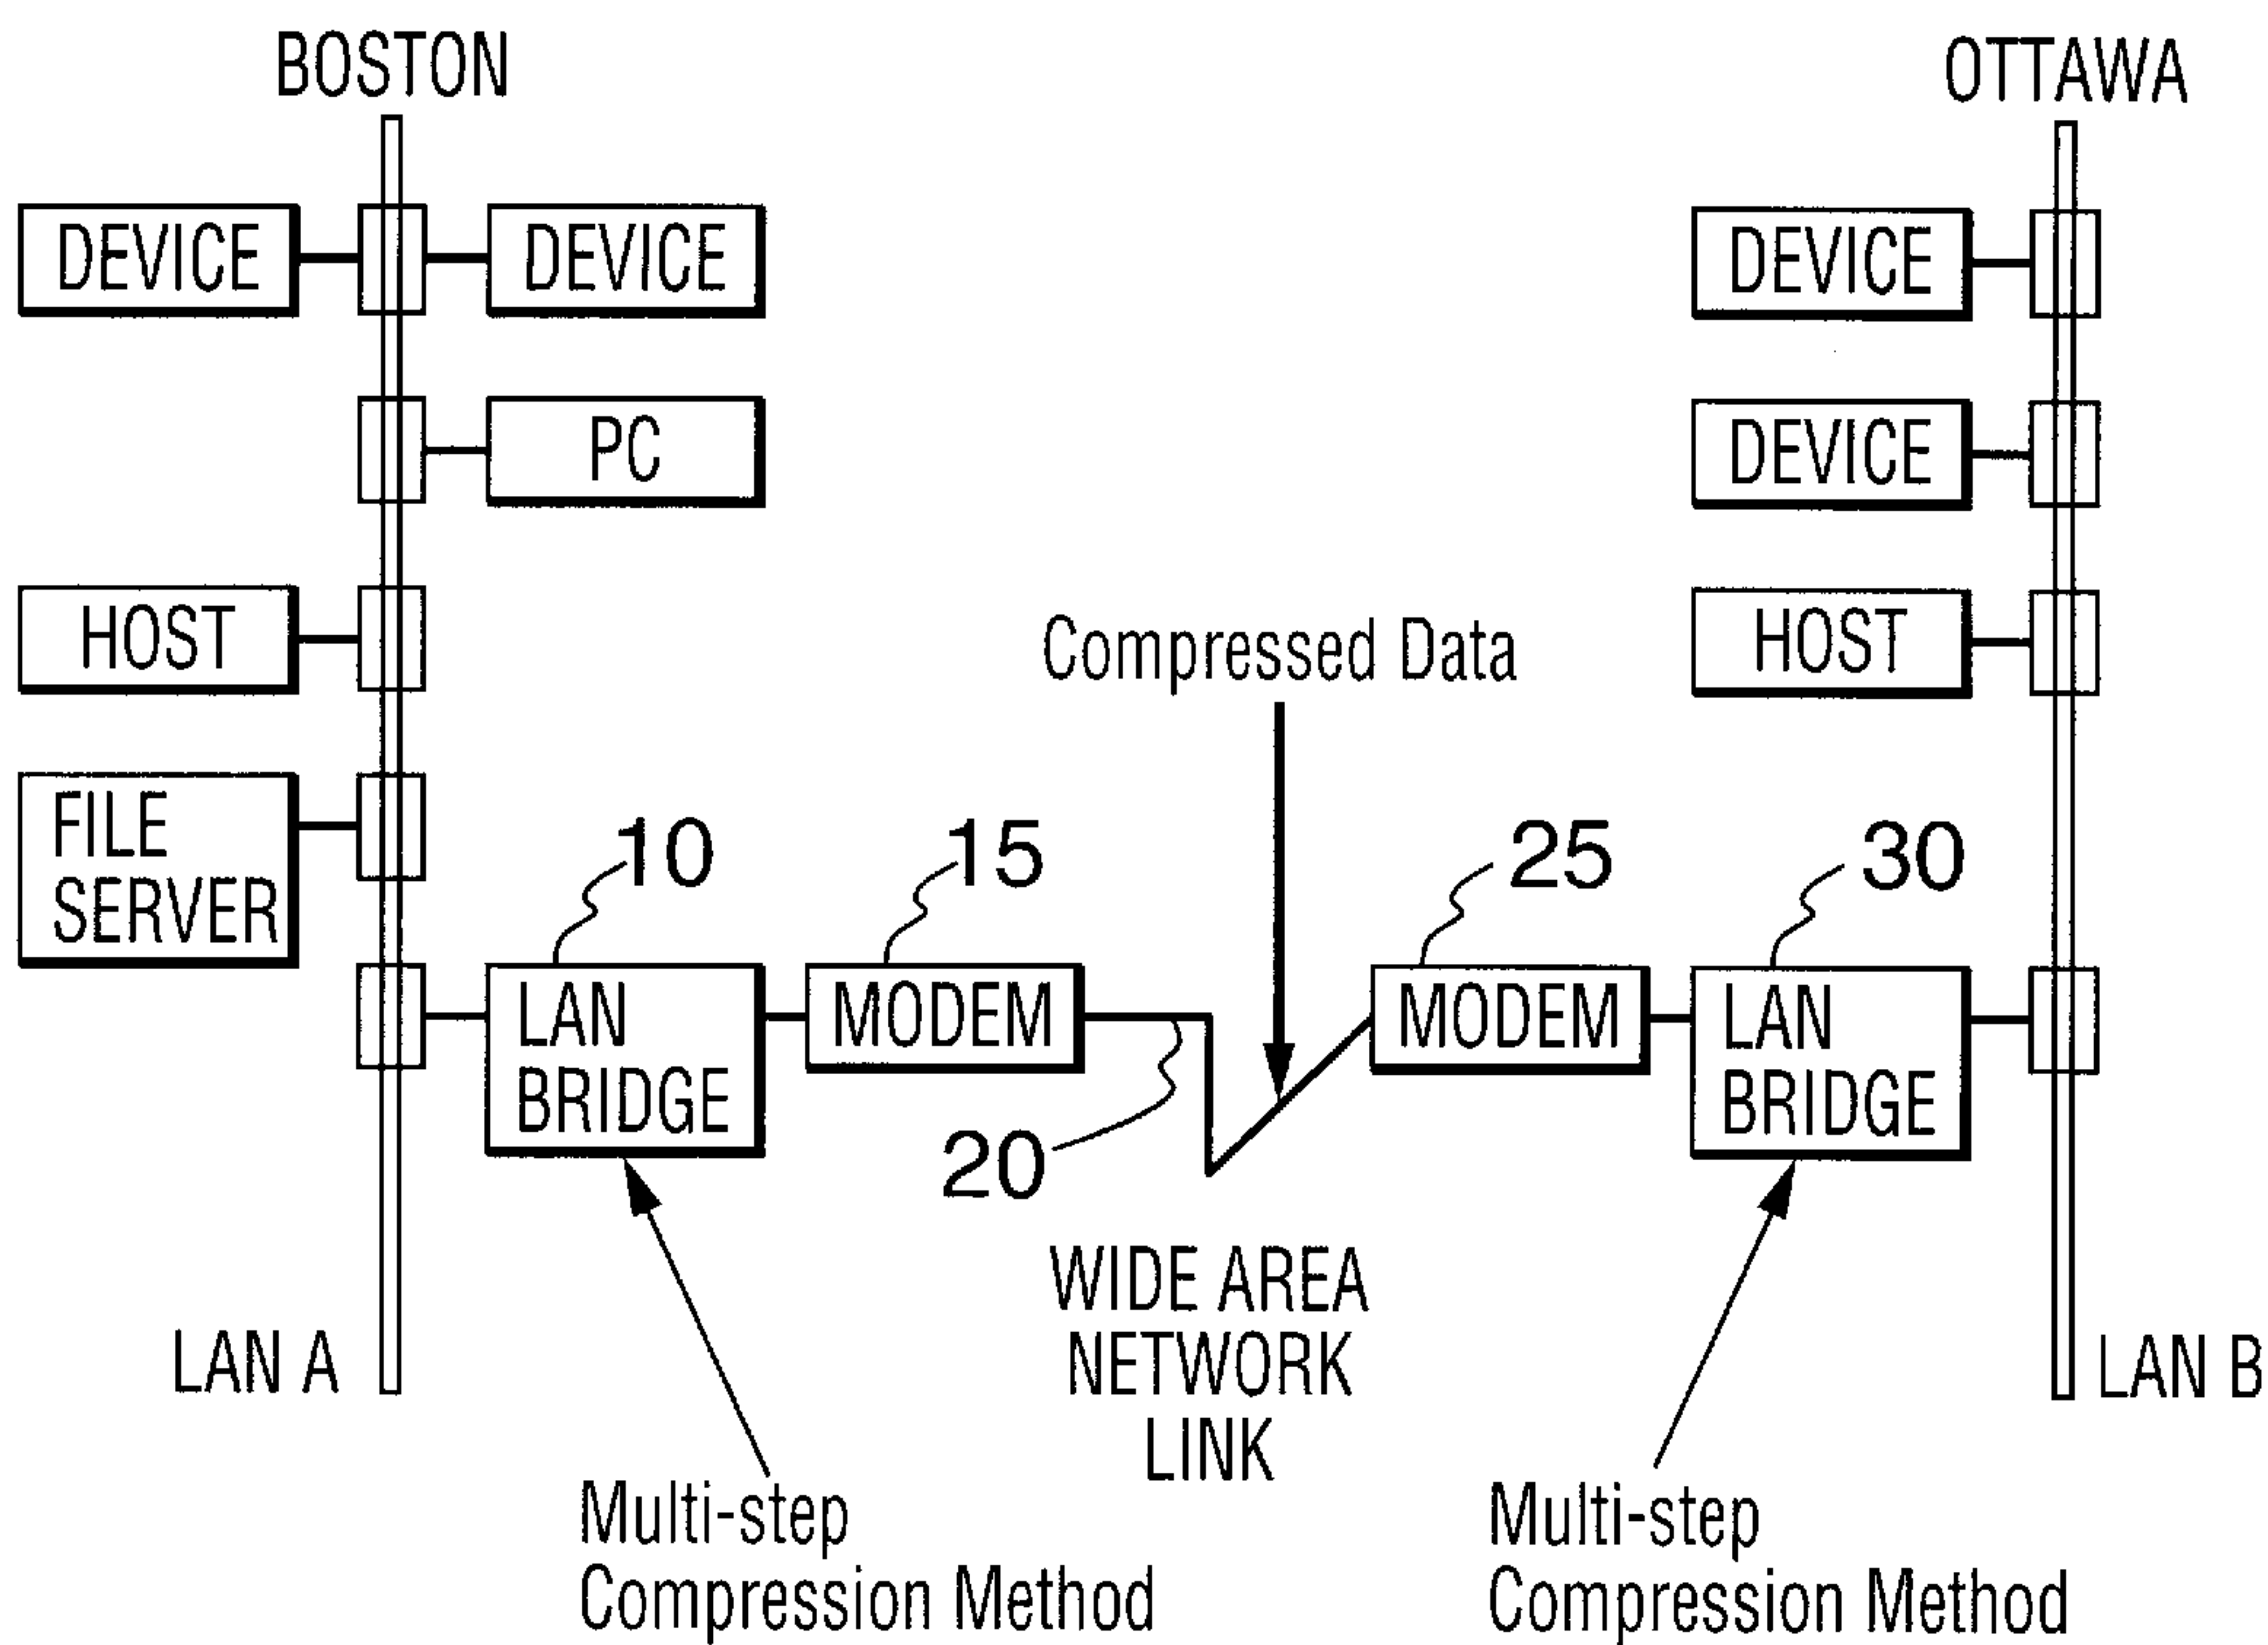 BOSTON
OTTAWA
DEVICE
DEVICE
DEVICE
PC
DEVICE
HOST
HOST
Compressed Data
FILE
SERVER
10
15
25
30
LAN
BRIDGE
MODEM
MODEM
LAN
BRIDGE
20
WIDE AREA
NETWORK
LINK
LAN A
LAN B
Multi-step
Compression Method
Multi-step
Compression Method